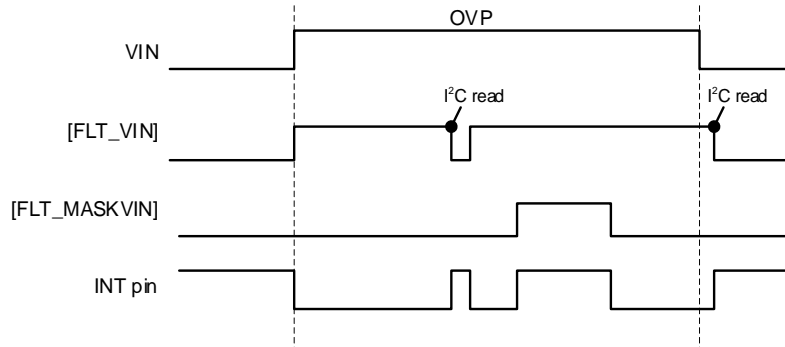 OVP
VIN
I²C read
I²C read
[FLT_VIN]
[FLT_MASKVIN]
INT pin